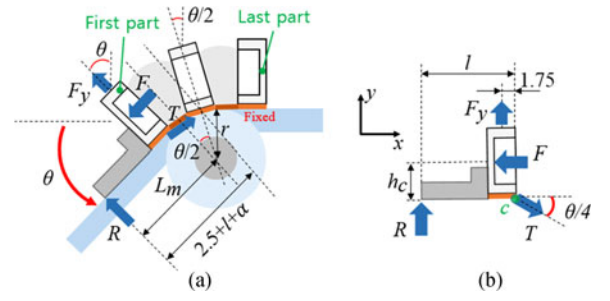 θ/2
First part
Last part
θ
F_y
F
T
Fixed
r
θ/2
θ
L_m
R
2.5+l+α
(a)
l
1.75
F_y
y
x
F
h_c
c
θ/4
R
T
(b)